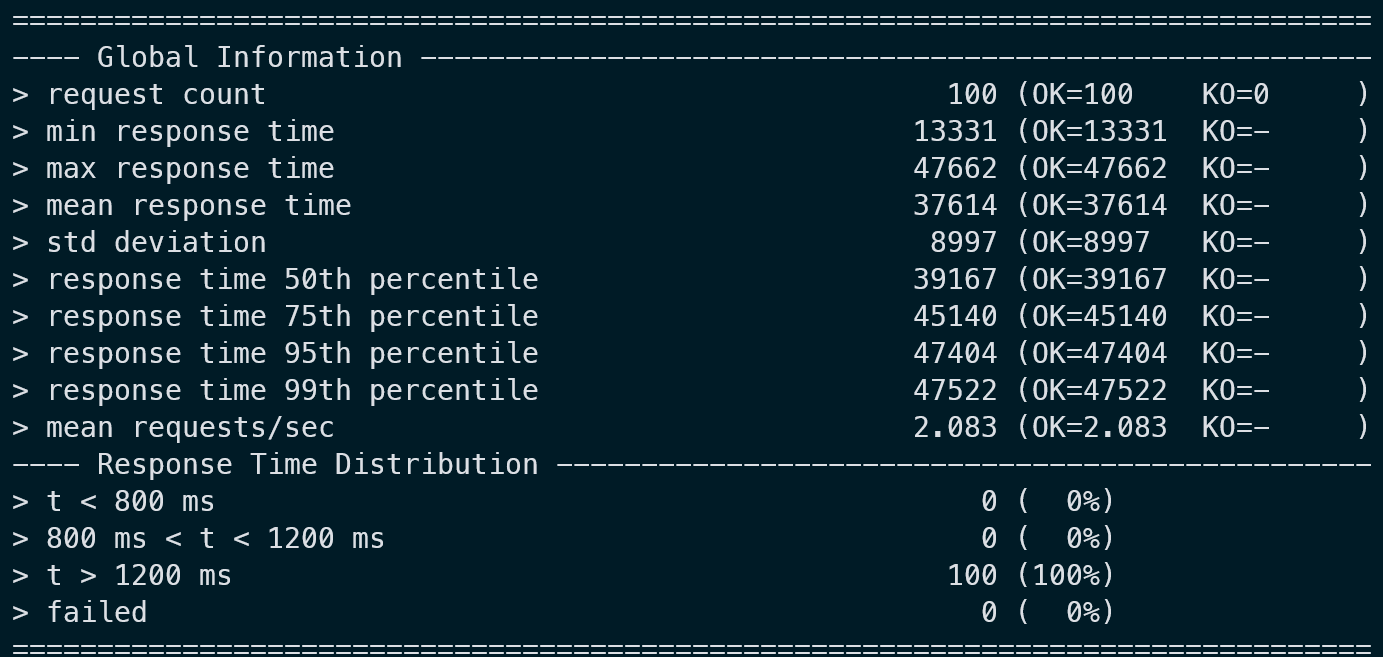 ================================================================================
---- Global Information --------------------------------------------------------
> request count                                        100 (OK=100    KO=0     )
> min response time                                  13331 (OK=13331  KO=-     )
> max response time                                  47662 (OK=47662  KO=-     )
> mean response time                                 37614 (OK=37614  KO=-     )
> std deviation                                       8997 (OK=8997   KO=-     )
> response time 50th percentile                      39167 (OK=39167  KO=-     )
> response time 75th percentile                      45140 (OK=45140  KO=-     )
> response time 95th percentile                      47404 (OK=47404  KO=-     )
> response time 99th percentile                      47522 (OK=47522  KO=-     )
> mean requests/sec                                  2.083 (OK=2.083  KO=-     )
---- Response Time Distribution ------------------------------------------------
> t < 800 ms                                             0 (  0%)
> 800 ms < t < 1200 ms                                   0 (  0%)
> t > 1200 ms                                          100 (100%)
> failed                                                 0 (  0%)
================================================================================